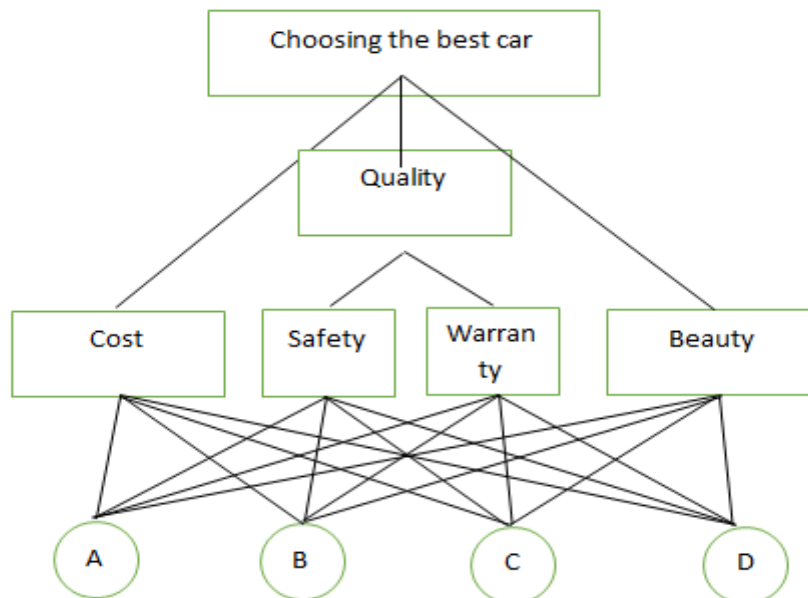 Choosing the best car
Quality
Cost
Safety
Warran
ty
Beauty
A
B
C
D